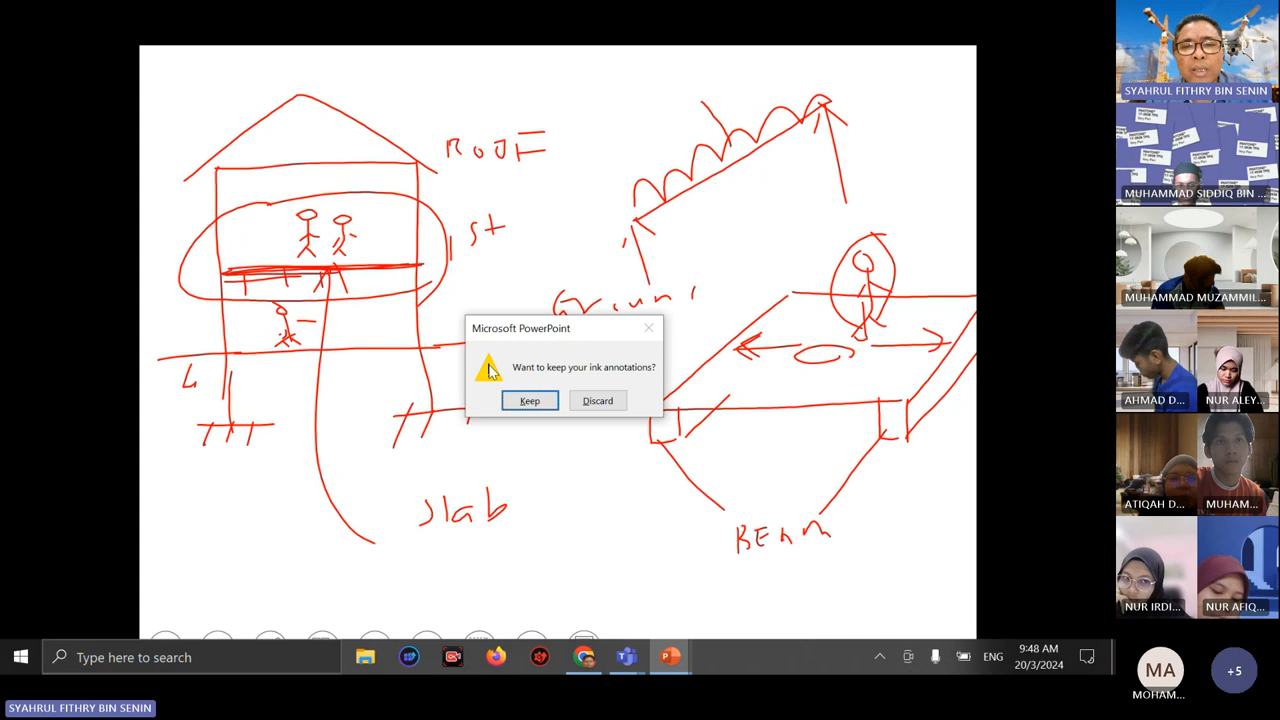 ROOF
1st
Slab
BEAM
Microsoft PowerPoint
Want to keep your ink annotations?
Keep
Discard
SYAHRUL FITHRY BIN SENIN
MUHAMMAD SIDDIQ BIN ...
MUHAMMAD MUZAMMIL...
AHMAD D...
NUR ALEY...
ATIQAH D...
MUHAM...
NUR IRDI...
NUR AFIQ...
MA
MOHAM...
+5
Type here to search
ENG
9:48 AM
20/3/2024
SYAHRUL FITHRY BIN SENIN